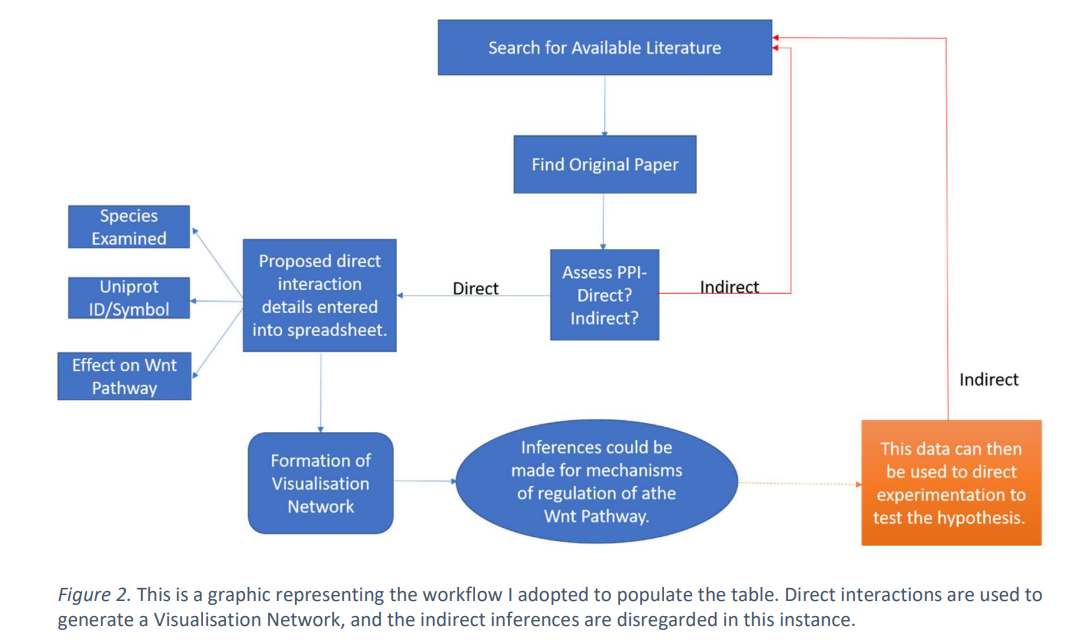 Search for Available Literature
Find Original Paper
Assess PPI-
Direct?
Indirect?
Direct
Indirect
Proposed direct
interaction
details entered
into spreadsheet.
Species
Examined
Uniprot
ID/Symbol
Effect on Wnt
Pathway
Formation of
Visualisation
Network
Inferences could be
made for mechanisms
of regulation of athe
Wnt Pathway.
Indirect
This data can then
be used to direct
experimentation to
test the hypothesis.
Figure 2. This is a graphic representing the workflow I adopted to populate the table. Direct interactions are used to
generate a Visualisation Network, and the indirect inferences are disregarded in this instance.